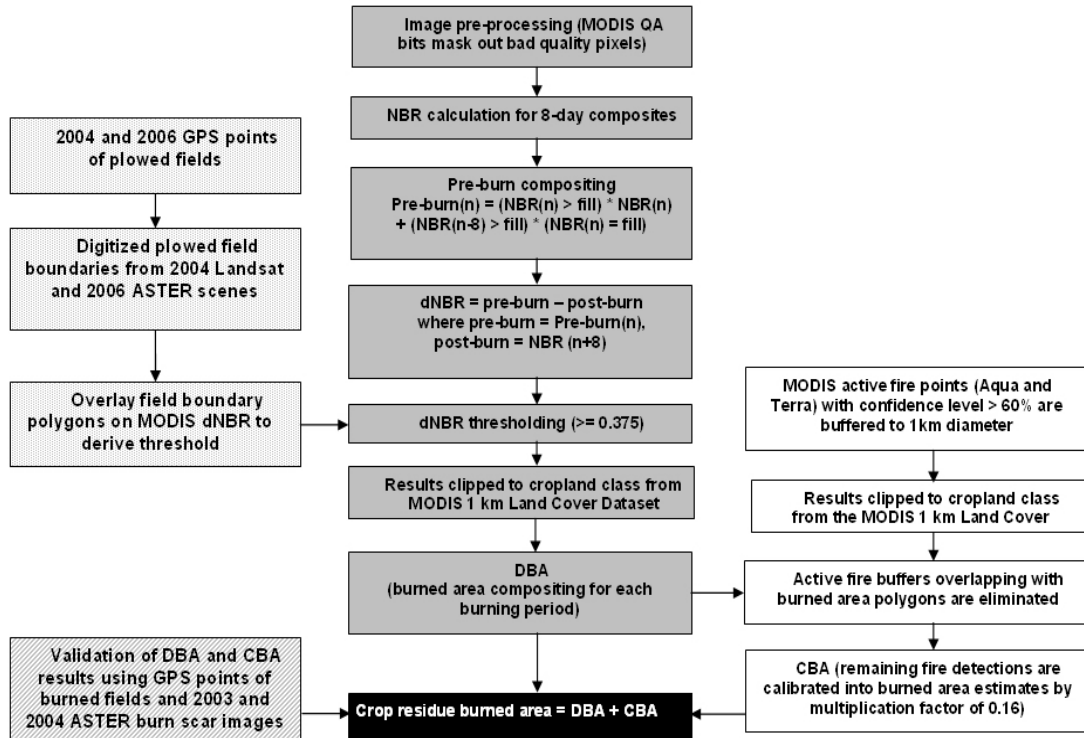 Image pre-processing (MODIS QA
bits mask out bad quality pixels)
NBR calculation for 8-day composites
Pre-burn compositing
Pre-burn(n) = (NBR(n) > fill) * NBR(n)
+ (NBR(n-8) > fill) * (NBR(n) = fill)
dNBR = pre-burn – post-burn
where pre-burn = Pre-burn(n),
post-burn = NBR (n+8)
dNBR thresholding (>= 0.375)
Results clipped to cropland class from
MODIS 1 km Land Cover Dataset
DBA
(burned area compositing for each
burning period)
Crop residue burned area = DBA + CBA
2004 and 2006 GPS points
of plowed fields
Digitized plowed field
boundaries from 2004 Landsat
and 2006 ASTER scenes
Overlay field boundary
polygons on MODIS dNBR to
derive threshold
Validation of DBA and CBA
results using GPS points of
burned fields and 2003 and
2004 ASTER burn scar images
MODIS active fire points (Aqua and
Terra) with confidence level > 60% are
buffered to 1km diameter
Results clipped to cropland class
from the MODIS 1 km Land Cover
Active fire buffers overlapping with
burned area polygons are eliminated
CBA (remaining fire detections are
calibrated into burned area estimates by
multiplication factor of 0.16)